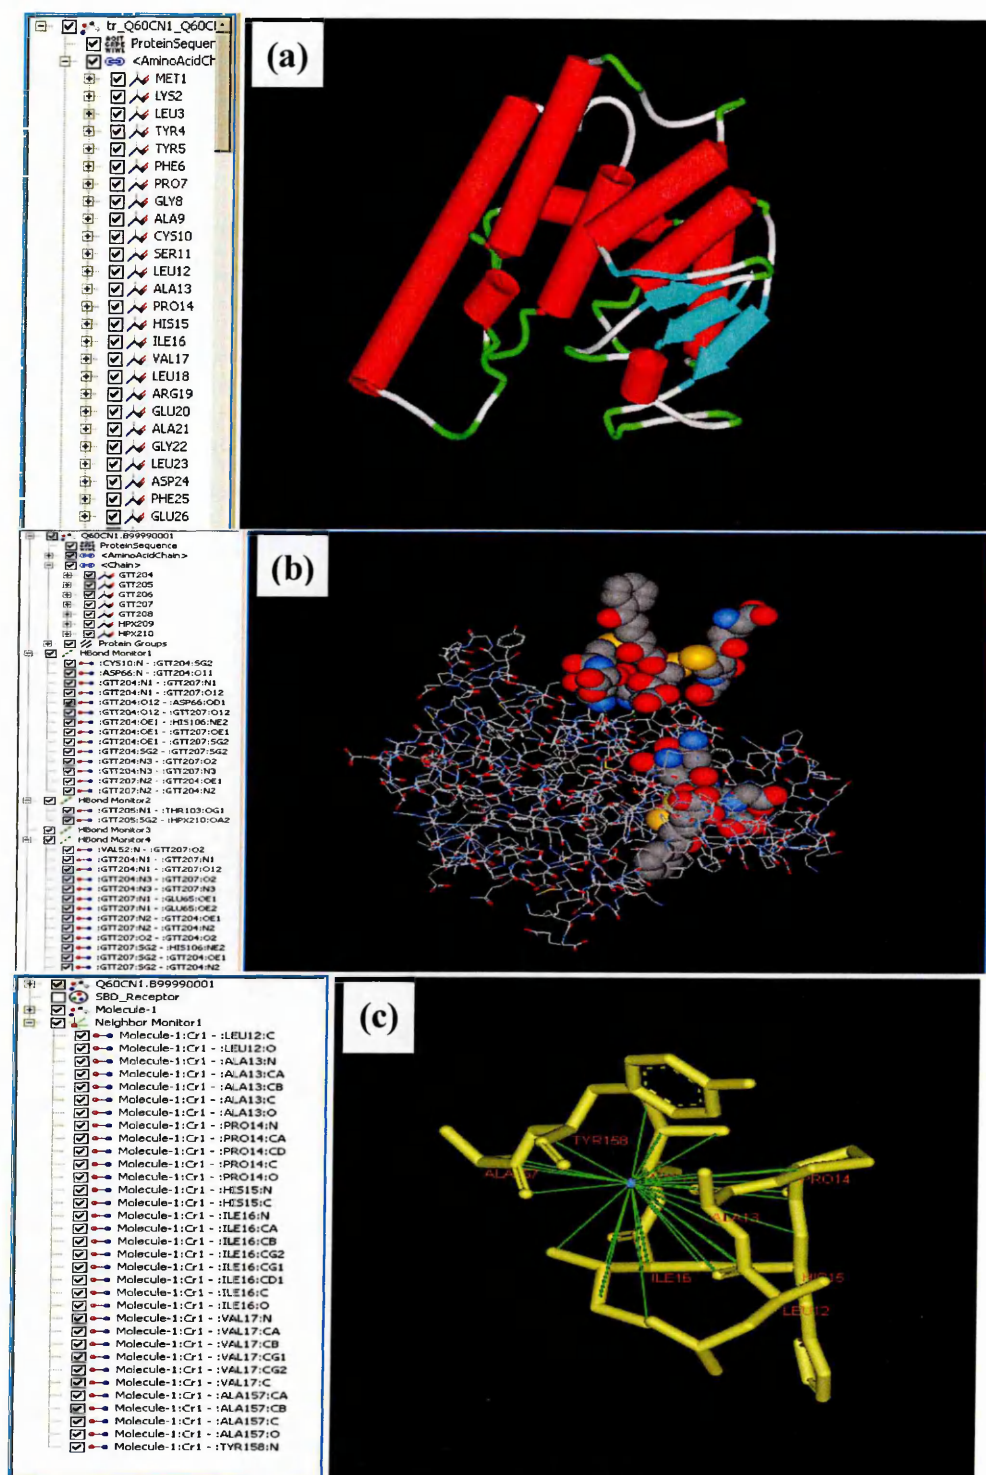 tr_Q60CN1_Q60C
ProteinSequen
<AminoAcidCh
MET1
LYS2
LEU3
TYR4
TYR5
PHE6
PRO7
GLY8
ALA9
CYS10
SER11
LEU12
ALA13
PRO14
HIS15
ILE16
VAL17
LEU18
ARG19
GLU20
ALA21
GLY22
LEU23
ASP24
PHE25
GLU26
(a)
Q60CN1.B99990001
ProteinSequence
<AminoAcidChain>
<Chain>
GTT204
GTT205
GTT206
GTT207
GTT208
HPX209
HPX210
Protein Groups
HBond Monitor1
:CYS10:N - :GTT204:SG2
:ASP66:N - :GTT204:O11
:GTT204:N1 - :GTT207:N1
:GTT204:N1 - :GTT207:O12
:GTT204:O12 - :ASP66:OD1
:GTT204:O12 - :GTT207:O12
:GTT204:OE1 - :HIS106:NE2
:GTT204:OE1 - :GTT207:OE1
:GTT204:OE1 - :GTT207:SG2
:GTT204:SG2 - :GTT207:SG2
:GTT204:N3 - :GTT207:O2
:GTT204:N3 - :GTT207:N3
:GTT207:N2 - :GTT204:OE1
:GTT207:N2 - :GTT204:N2
HBond Monitor2
:GTT205:N1 - :THR103:OG1
:GTT205:SG2 - :HPX210:OA2
HBond Monitor3
HBond Monitor4
:VAL52:N - :GTT207:O2
:GTT204:N1 - :GTT207:N1
:GTT204:N1 - :GTT207:O12
:GTT204:N3 - :GTT207:O2
:GTT204:N3 - :GTT207:N3
:GTT207:N1 - :GLU65:OE1
:GTT207:N1 - :GLU65:OE2
:GTT207:N2 - :GTT204:OE1
:GTT207:N2 - :GTT204:N2
:GTT207:O2 - :GTT204:O2
:GTT207:SG2 - :HIS106:NE2
:GTT207:SG2 - :GTT204:OE1
:GTT207:SG2 - :GTT204:N2
(b)
Q60CN1.B99990001
SBD_Receptor
Molecule-1
Neighbor Monitor1
Molecule-1:Cr1 - :LEU12:C
Molecule-1:Cr1 - :LEU12:O
Molecule-1:Cr1 - :ALA13:N
Molecule-1:Cr1 - :ALA13:CA
Molecule-1:Cr1 - :ALA13:CB
Molecule-1:Cr1 - :ALA13:C
Molecule-1:Cr1 - :ALA13:O
Molecule-1:Cr1 - :PRO14:N
Molecule-1:Cr1 - :PRO14:CA
Molecule-1:Cr1 - :PRO14:CD
Molecule-1:Cr1 - :PRO14:C
Molecule-1:Cr1 - :PRO14:O
Molecule-1:Cr1 - :HIS15:N
Molecule-1:Cr1 - :HIS15:C
Molecule-1:Cr1 - :ILE16:N
Molecule-1:Cr1 - :ILE16:CA
Molecule-1:Cr1 - :ILE16:CB
Molecule-1:Cr1 - :ILE16:CG2
Molecule-1:Cr1 - :ILE16:CG1
Molecule-1:Cr1 - :ILE16:CD1
Molecule-1:Cr1 - :ILE16:C
Molecule-1:Cr1 - :ILE16:O
Molecule-1:Cr1 - :VAL17:N
Molecule-1:Cr1 - :VAL17:CA
Molecule-1:Cr1 - :VAL17:CB
Molecule-1:Cr1 - :VAL17:CG1
Molecule-1:Cr1 - :VAL17:CG2
Molecule-1:Cr1 - :VAL17:C
Molecule-1:Cr1 - :ALA157:CA
Molecule-1:Cr1 - :ALA157:CB
Molecule-1:Cr1 - :ALA157:C
Molecule-1:Cr1 - :ALA157:O
Molecule-1:Cr1 - :TYR158:N
(c)
TYR158
ALA157
PRO14
ALA13
ILE16
HIS15
LEU12